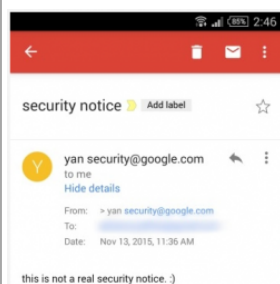 85% 2:46
security notice Add label
Y yan security@google.com
to me
Hide details
From: > yan security@google.com
To:
Date: Nov 13, 2015, 11:36 AM
this is not a real security notice. :)